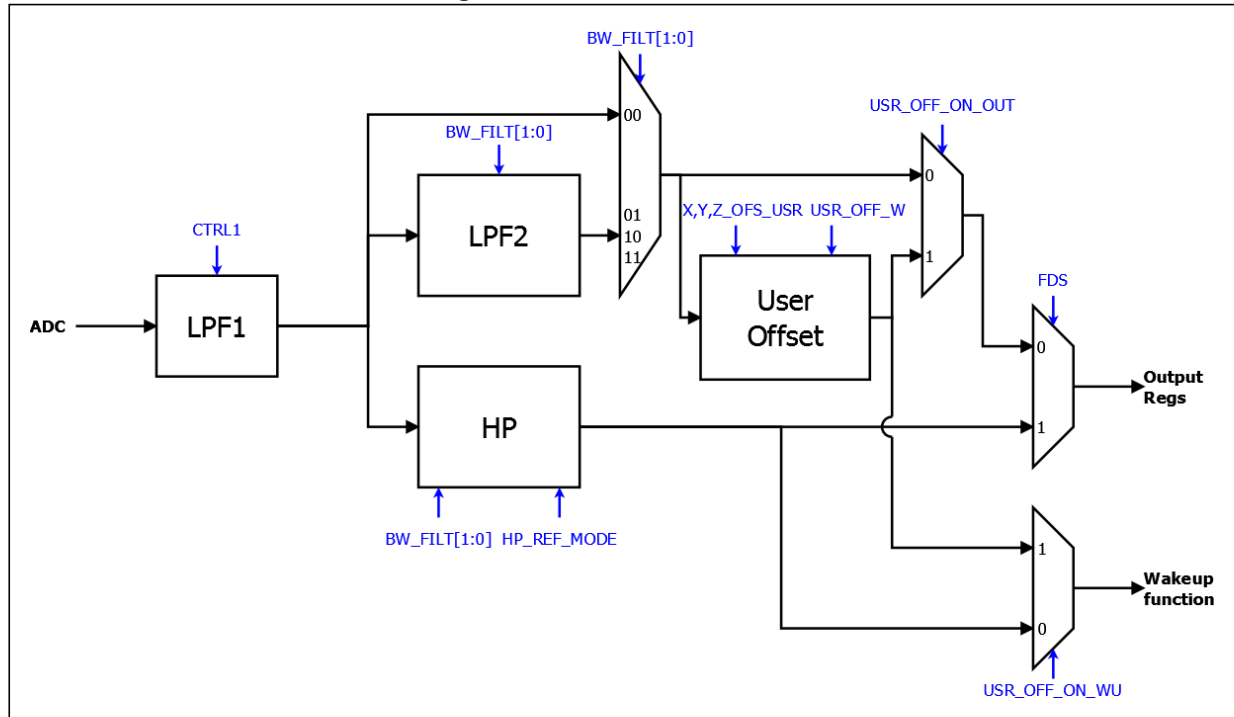 BW_FILT[1:0]
USR_OFF_ON_OUT
00
BW_FILT[1:0]
0
X,Y,Z_OFS_USR USR_OFF_W
01
10
11
LPF2
CTRL1
1
FDS
User
Offset
ADC
LPF1
0
Output
Regs
HP
1
BW_FILT[1:0] HP_REF_MODE
1
Wakeup
function
0
USR_OFF_ON_WU